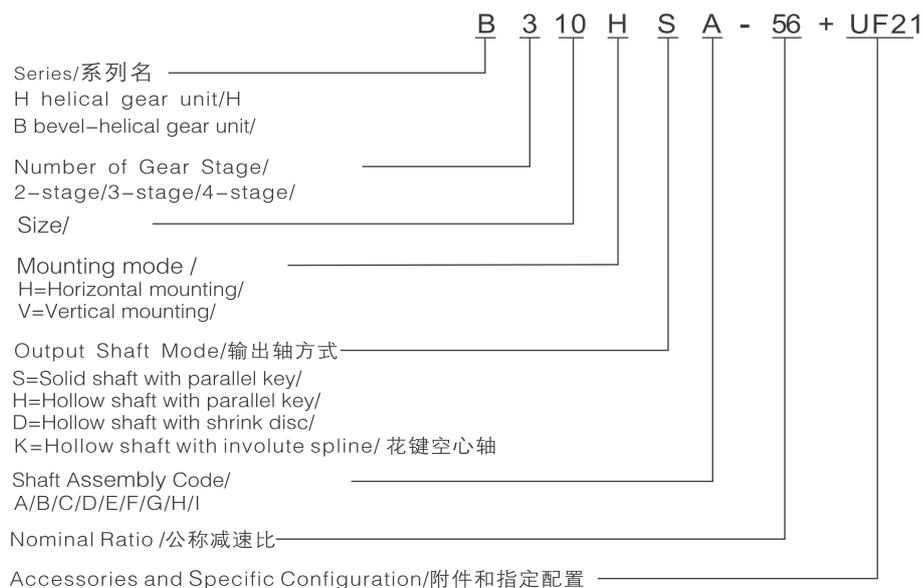 B 3 10 H S A - 56 + UF21
Series/系列名
H helical gear unit/H
B bevel–helical gear unit/
Number of Gear Stage/
2–stage/3–stage/4–stage/
Size/
Mounting mode /
H=Horizontal mounting/
V=Vertical mounting/
Output Shaft Mode/输出轴方式
S=Solid shaft with parallel key/
H=Hollow shaft with parallel key/
D=Hollow shaft with shrink disc/
K=Hollow shaft with involute spline/ 花键空心轴
Shaft Assembly Code/
A/B/C/D/E/F/G/H/I
Nominal Ratio /公称减速比
Accessories and Specific Configuration/附件和指定配置